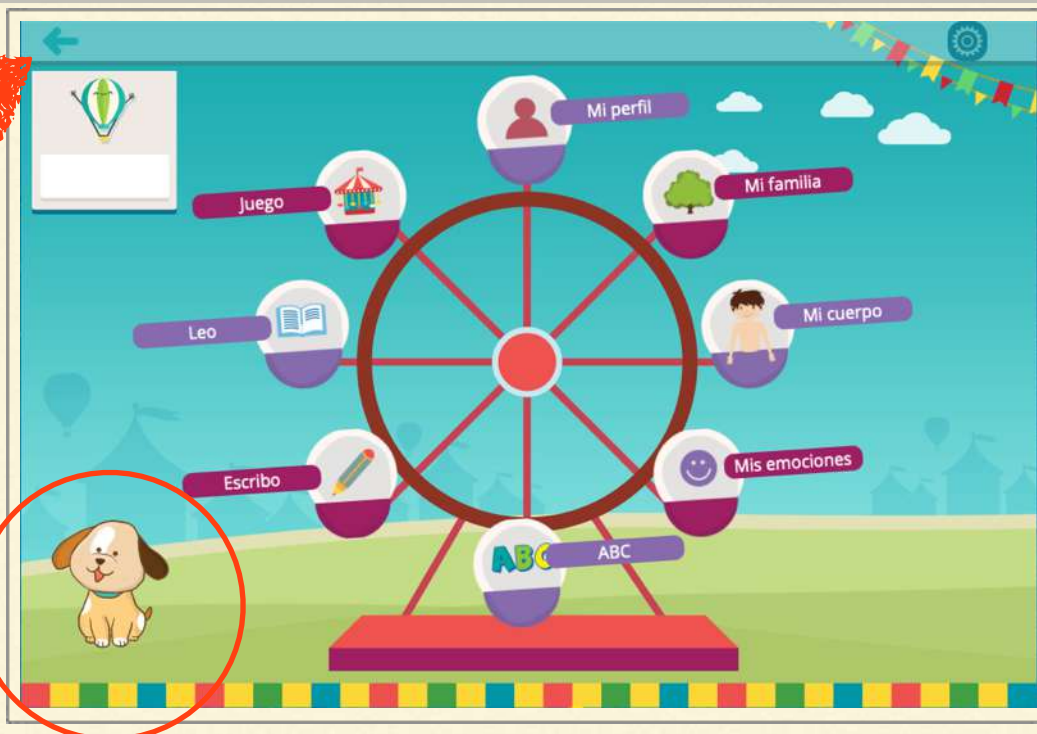 Mi perfil
Mi familia
Juego
Mi cuerpo
Leo
Mis emociones
Escribo
ABC
ABC